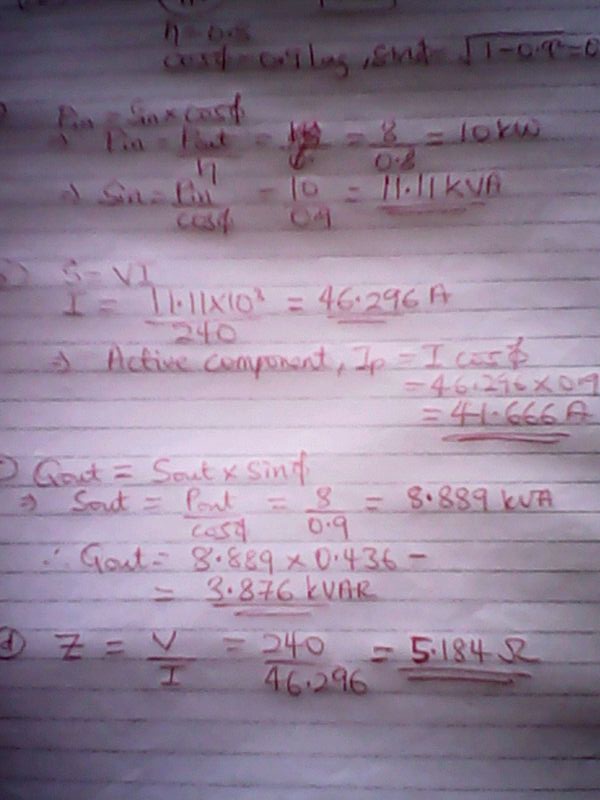 η = 0.8
cosφ = 0.9 lag, sinφ = √1-0.9² = 0
Pin = Sin × cosφ
⇒ Pin = Pout/η = 8/0.8 = 10 kW
⇒ Sin = Pin/cosφ = 10/0.9 = 11.11 KVA
S = VI
I = 11.11×10³/240 = 46.296 A
⇒ Active component, Ip = I cosφ
= 46.296 × 0.9
= 41.666 A
Qout = Sout × sinφ
⇒ Sout = Pout/cosφ = 8/0.9 = 8.889 kVA
∴ Qout = 8.889 × 0.436 =
= 3.876 kVAR
d) Z = V/I = 240/46.296 = 5.184 Ω